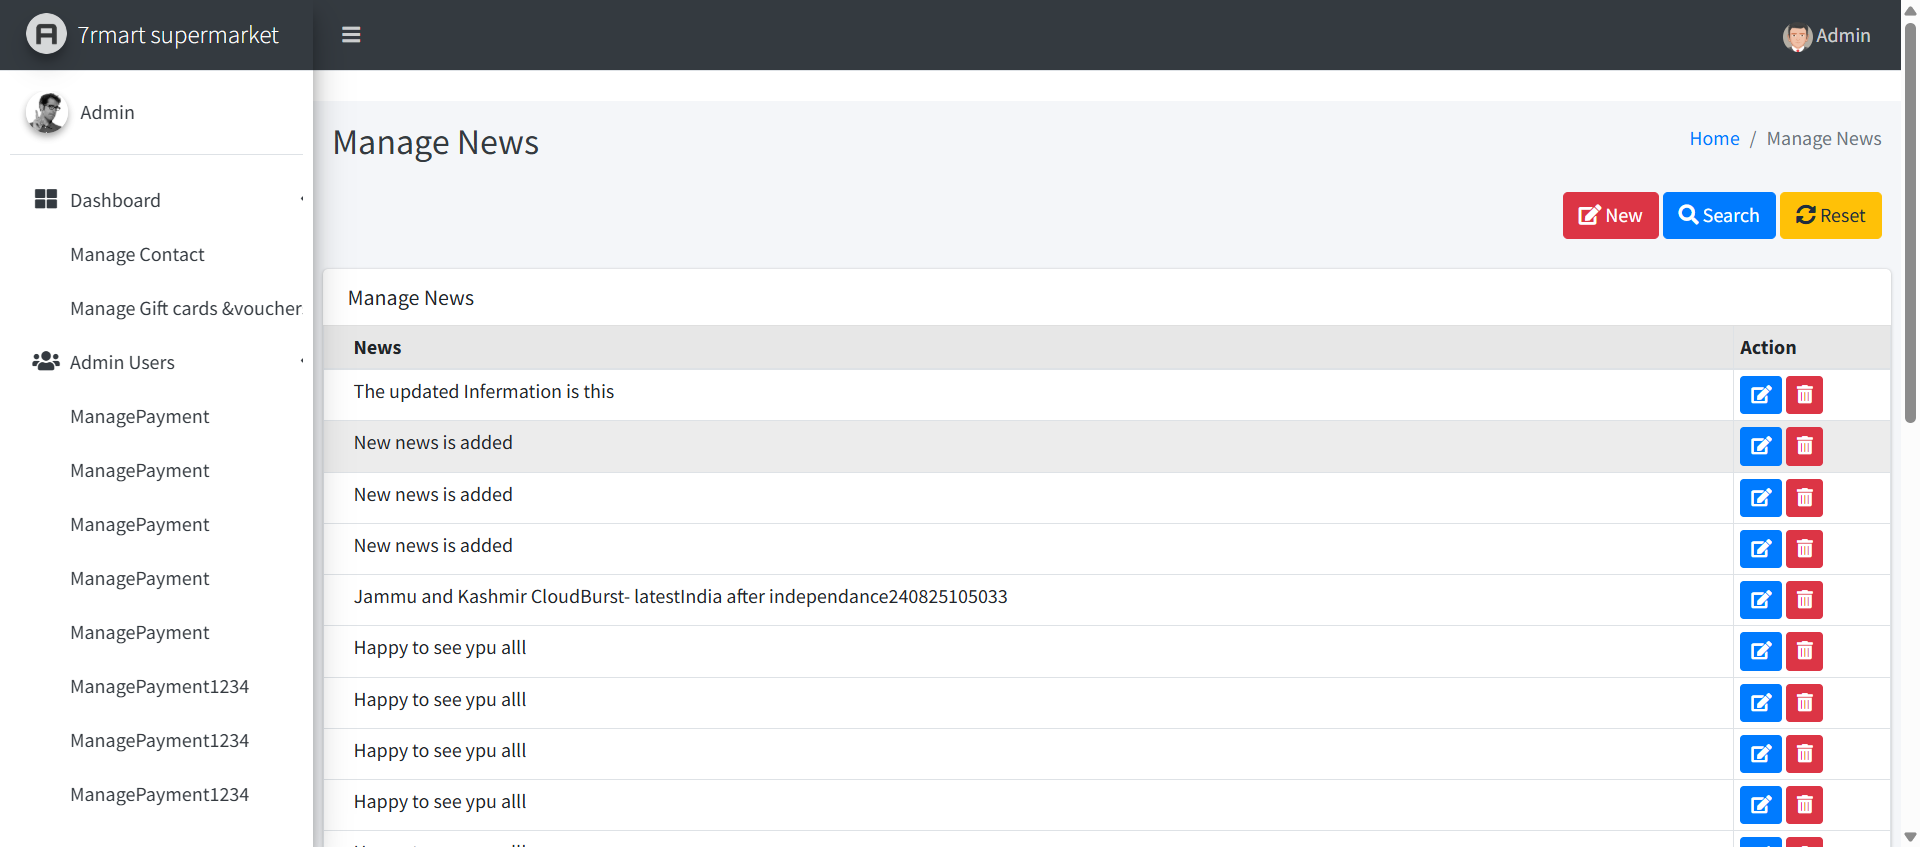 7rmart supermarket
Admin
Admin
Manage News
Home / Manage News
Dashboard
Manage Contact
Manage Gift cards &voucher
Admin Users
ManagePayment
ManagePayment
ManagePayment
ManagePayment
ManagePayment
ManagePayment1234
ManagePayment1234
ManagePayment1234
New
Search
Reset
Manage News
News Action
The updated Infermation is this
New news is added
New news is added
New news is added
Jammu and Kashmir CloudBurst- latestIndia after independance240825105033
Happy to see ypu alll
Happy to see ypu alll
Happy to see ypu alll
Happy to see ypu alll